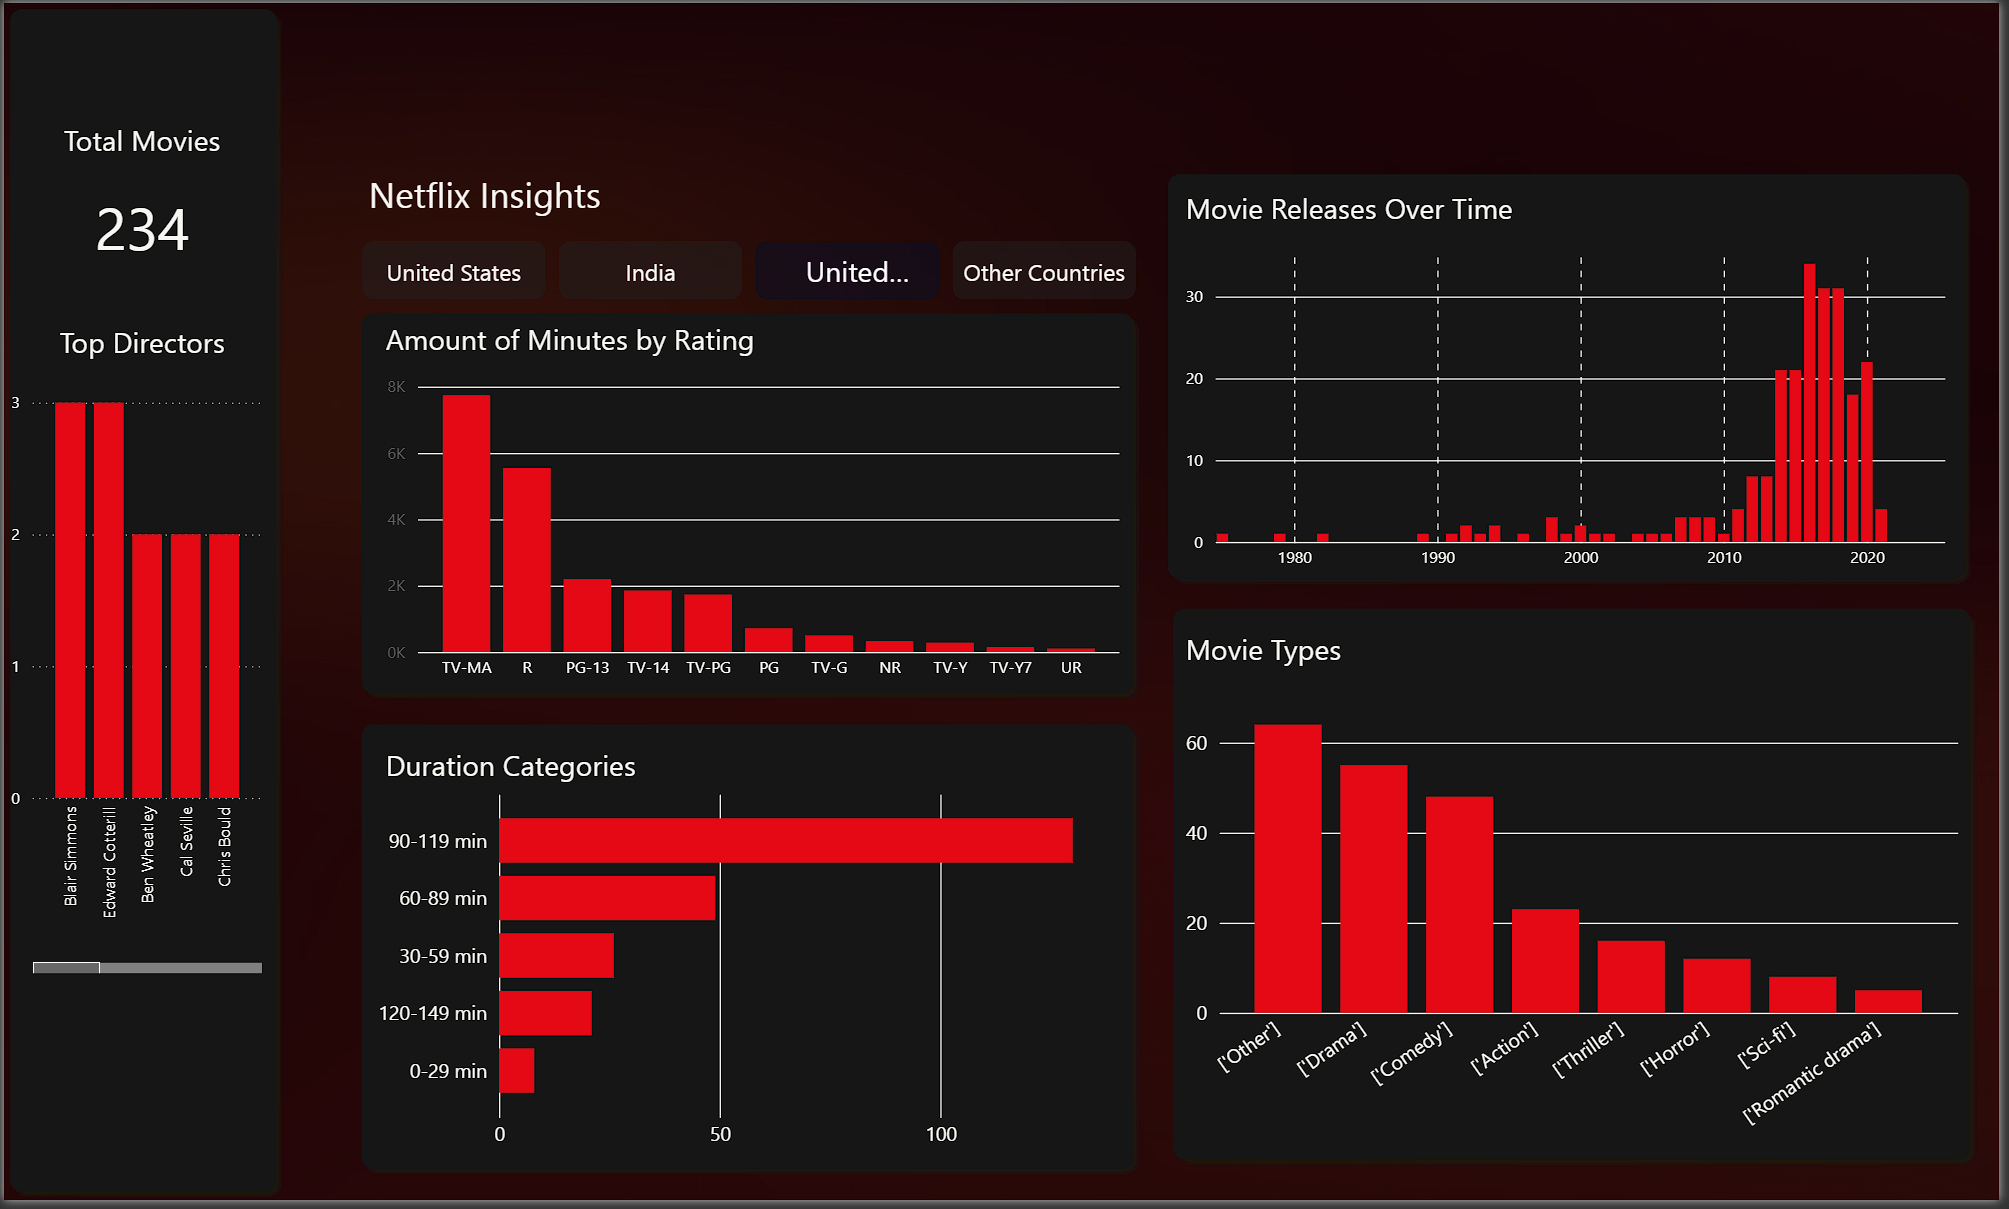 Total Movies
234
Top Directors
3
2
1
0
Blair Simmons
Edward Cotterill
Ben Wheatley
Cal Seville
Chris Bould
Netflix Insights
United States
India
United...
Other Countries
Amount of Minutes by Rating
8K
6K
4K
2K
0K
TV-MA
R
PG-13
TV-14
TV-PG
PG
TV-G
NR
TV-Y
TV-Y7
UR
Duration Categories
90-119 min
60-89 min
30-59 min
120-149 min
0-29 min
0
50
100
Movie Releases Over Time
30
20
10
0
1980
1990
2000
2010
2020
Movie Types
60
40
20
0
['Other']
['Drama']
['Comedy']
['Action']
['Thriller']
['Horror']
['Sci-fi']
['Romantic drama']